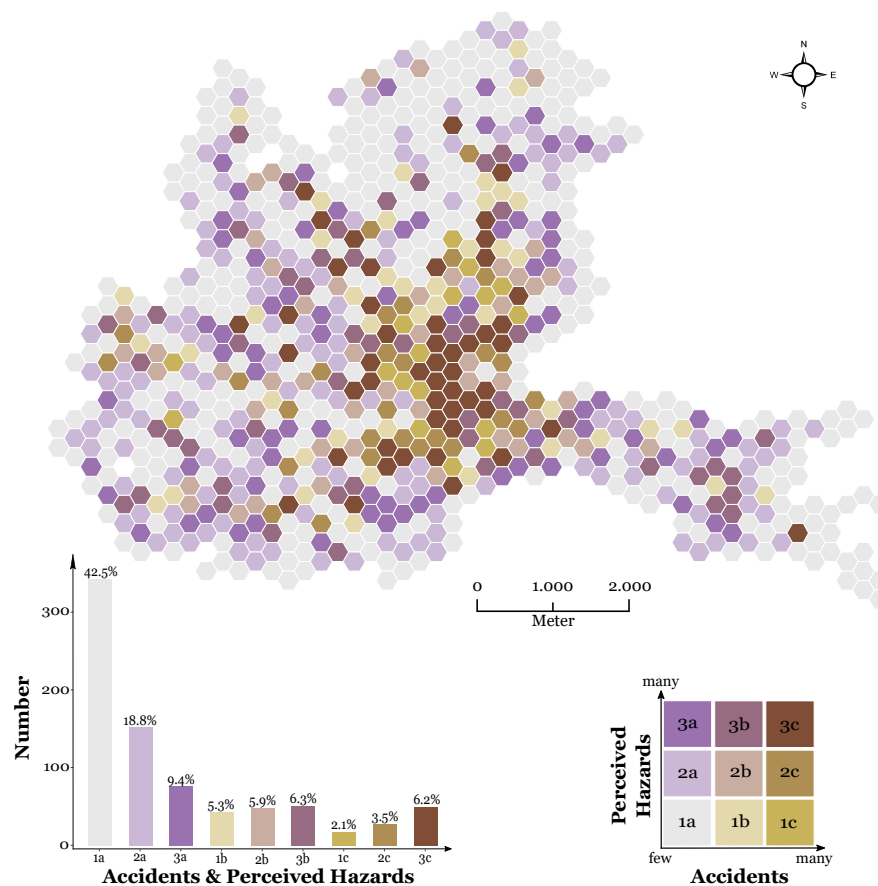 N
W E
S
0 1.000 2.000
Meter
Number
300
200
100
0
42.5%
18.8%
9.4%
5.3%
5.9%
6.3%
2.1%
3.5%
6.2%
1a 2a 3a 1b 2b 3b 1c 2c 3c
Accidents & Perceived Hazards
many
Perceived
Hazards
3a 3b 3c
2a 2b 2c
1a 1b 1c
few many
Accidents